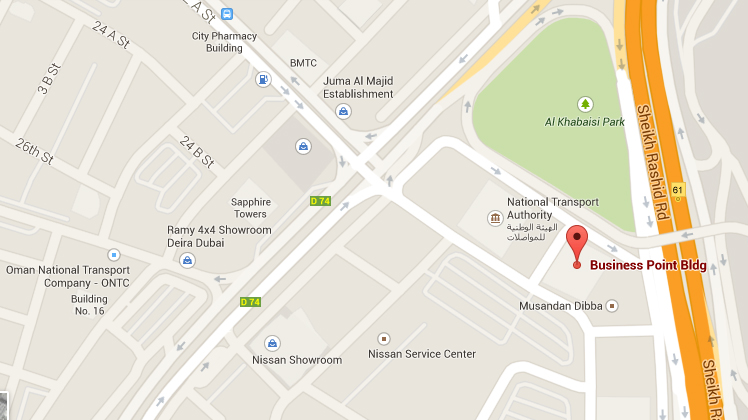 A St
24 A St
City Pharmacy
Building
BMTC
3 B St
Juma Al Majid
Establishment
Al Khabaisi Park
Sheikh Rashid Rd
26th St
24 B St
61
Sapphire
Towers
D 74
National Transport
Authority
الهيئة الوطنية
للمواصلات
Ramy 4x4 Showroom
Deira Dubai
Business Point Bldg
Oman National Transport
Company - ONTC
Building
No. 16
D 74
Musandan Dibba
Nissan Showroom
Nissan Service Center
Sheikh Ras